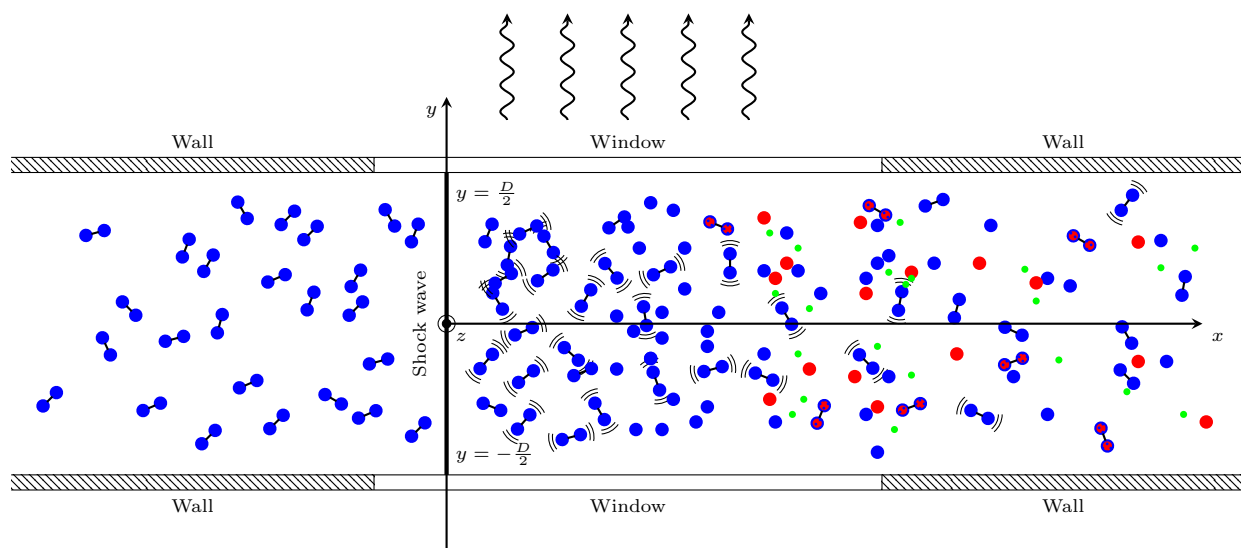 y
Wall
Window
Wall
y = D/2
Shock wave
z
x
y = −D/2
Wall
Window
Wall